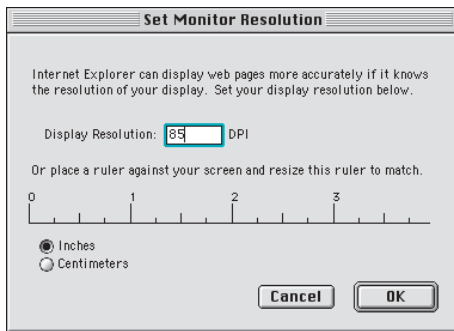 Set Monitor Resolution
Internet Explorer can display web pages more accurately if it knows
the resolution of your display. Set your display resolution below.
Display Resolution: 85 DPI
Or place a ruler against your screen and resize this ruler to match.
0 1 2 3
Inches
Centimeters
Cancel OK